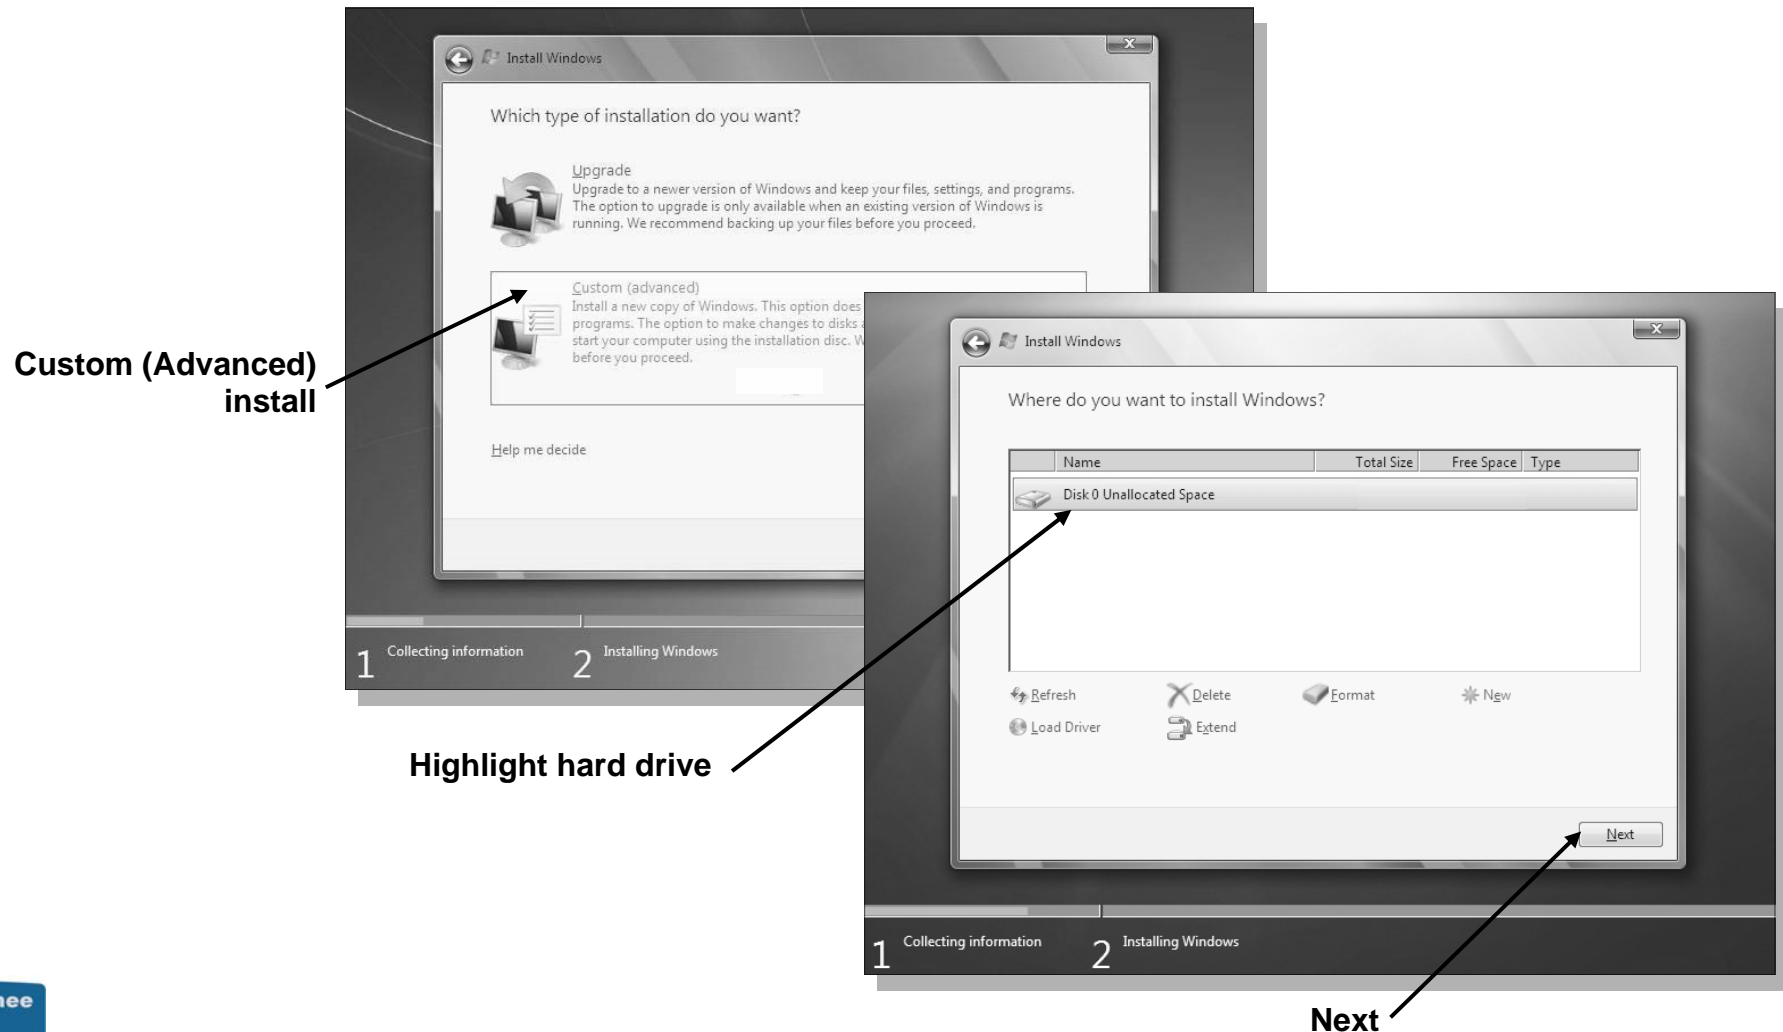 Install Windows
Which type of installation do you want?
Upgrade
Upgrade to a newer version of Windows and keep your files, settings, and programs.
The option to upgrade is only available when an existing version of Windows is
running. We recommend backing up your files before you proceed.
Custom (advanced)
Install a new copy of Windows. This option does
programs. The option to make changes to disks
start your computer using the installation disc.
before you proceed.
Help me decide
1 Collecting information 2 Installing Windows
Custom (Advanced)
install
Install Windows
Where do you want to install Windows?
Name Total Size Free Space Type
Disk 0 Unallocated Space
Refresh Delete Format New
Load Driver Extend
Next
1 Collecting information 2 Installing Windows
Highlight hard drive
Next